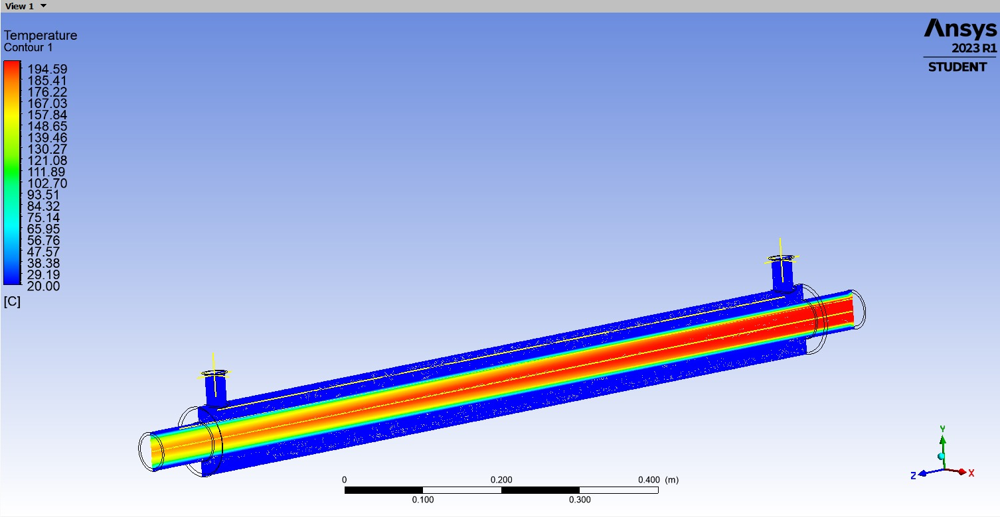 View 1
Temperature
Contour 1
194.59
185.41
176.22
167.03
157.84
148.65
139.46
130.27
121.08
111.89
102.70
93.51
84.32
75.14
65.95
56.76
47.57
38.38
29.19
20.00
[C]
Ansys
2023 R1
STUDENT
0 0.200 0.400 (m)
0.100 0.300
Y
Z X